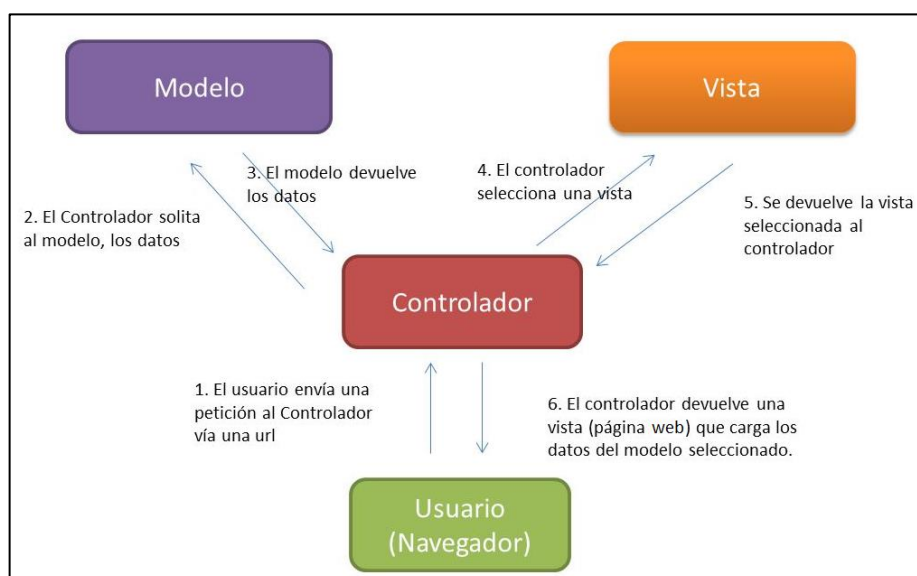 Modelo
Vista
3. El modelo devuelve
los datos
4. El controlador
selecciona una vista
2. El Controlador solita
al modelo, los datos
5. Se devuelve la vista
seleccionada al
controlador
Controlador
1. El usuario envía una
petición al Controlador
vía una url
6. El controlador devuelve una
vista (página web) que carga los
datos del modelo seleccionado.
Usuario
(Navegador)